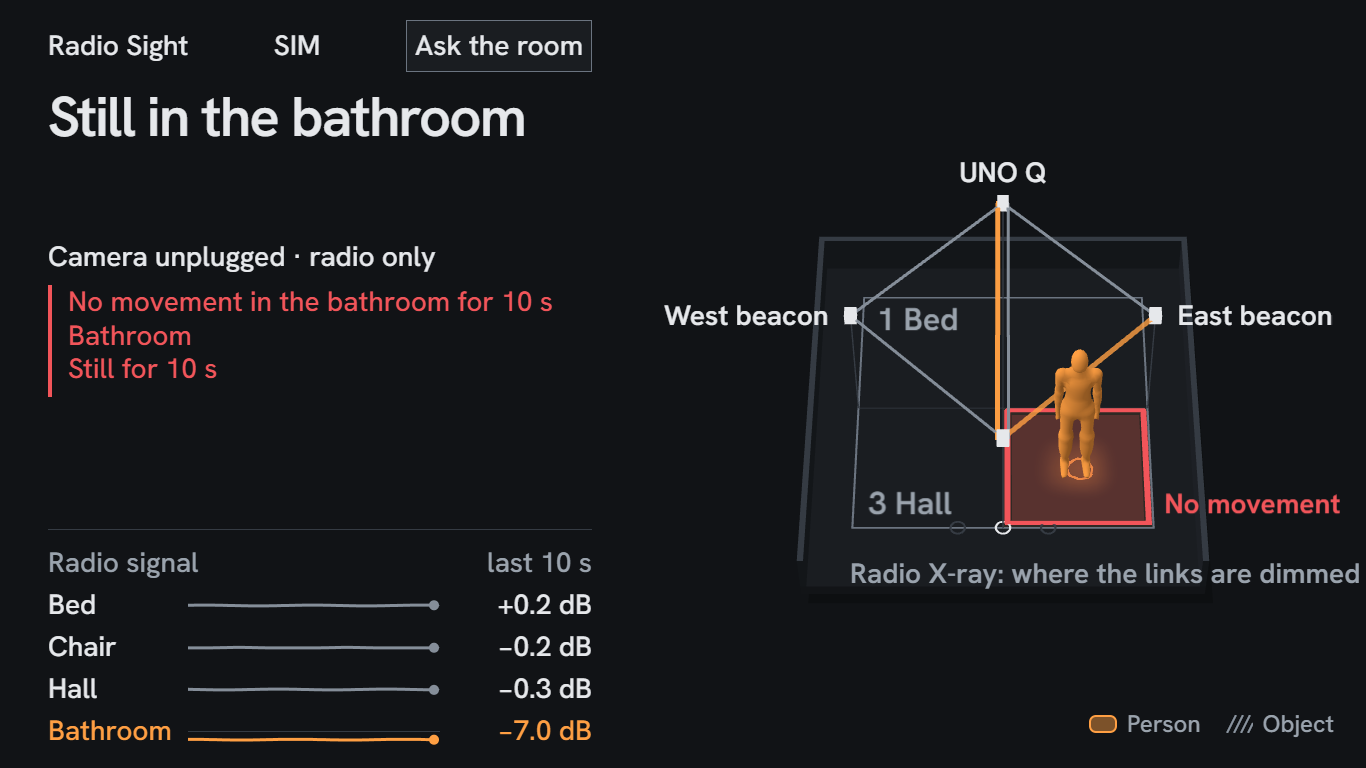 Radio Sight
SIM
Ask the room
Still in the bathroom
Camera unplugged · radio only
No movement in the bathroom for 10 s
Bathroom
Still for 10 s
Radio signal
last 10 s
Bed
+0.2 dB
Chair
−0.2 dB
Hall
−0.3 dB
Bathroom
−7.0 dB
UNO Q
West beacon
1 Bed
East beacon
3 Hall
No movement
Radio X-ray: where the links are dimmed
Person
Object